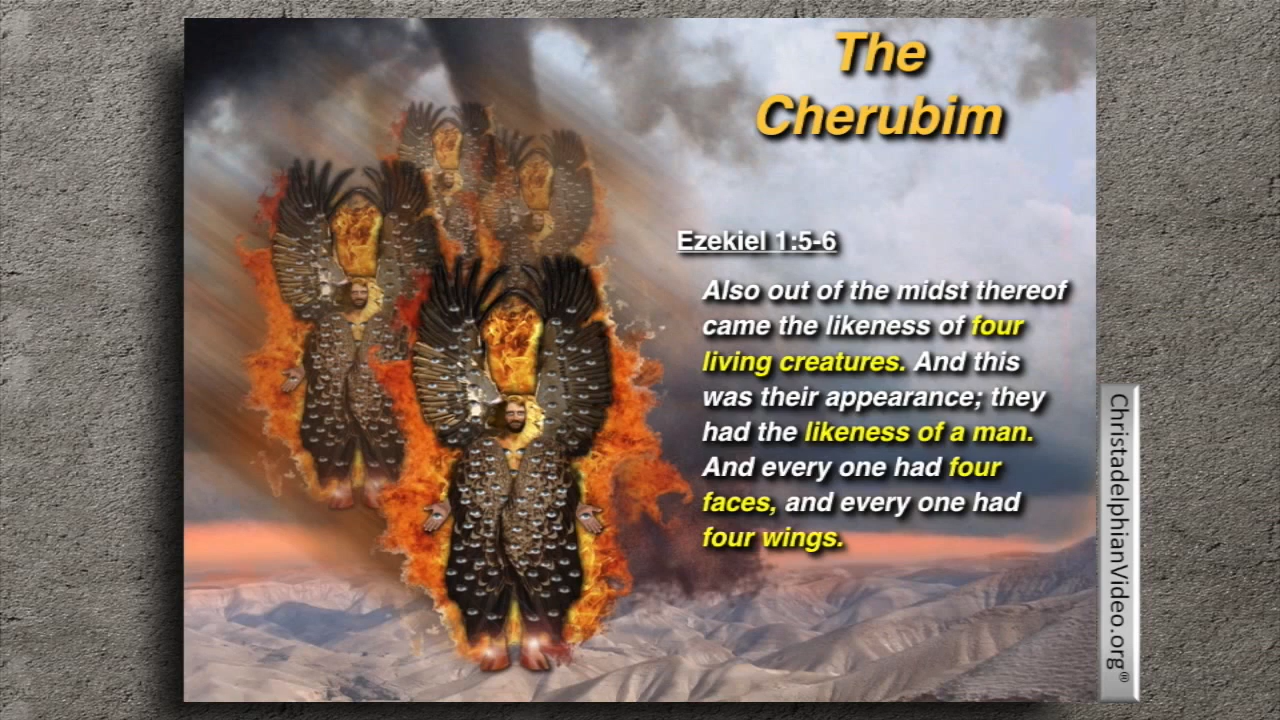 The
Cherubim
Ezekiel 1:5-6
Also out of the midst thereof
came the likeness of four
living creatures. And this
was their appearance; they
had the likeness of a man.
And every one had four
faces, and every one had
four wings.
ChristadelphianVideo.org®